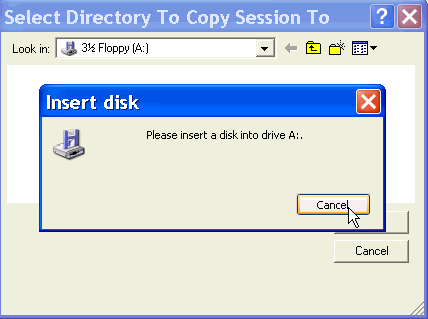 Select Directory To Copy Session To
Look in: 3½ Floppy (A:)
Insert disk
Please insert a disk into drive A:.
Cancel
Cancel